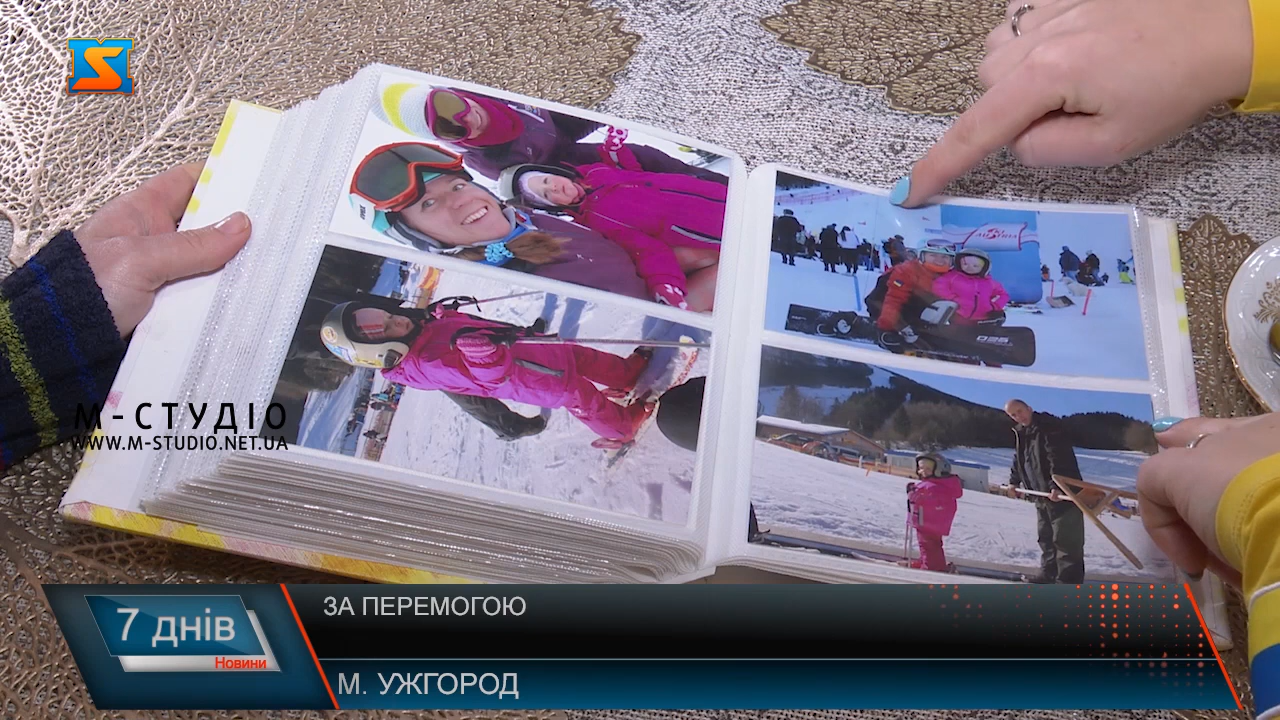 М-СТУДІО
WWW.M-STUDIO.NET.UA
7 днів
Новини
ЗА ПЕРЕМОГОЮ
М. УЖГОРОД